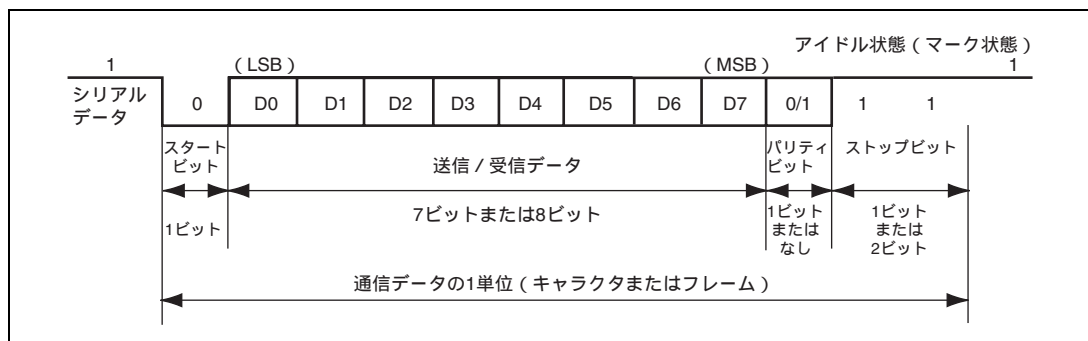 アイドル状態 ( マーク状態 )
1 ( LSB ) ( MSB ) 1
シリアル
データ
0 D0 D1 D2 D3 D4 D5 D6 D7 0/1 1 1
スタート
ビット
送信 / 受信データ
パリティ
ビット
ストップビット
1ビット
7ビットまたは8ビット
1ビット
または
なし
1ビット
または
2ビット
通信データの1単位 ( キャラクタまたはフレーム )